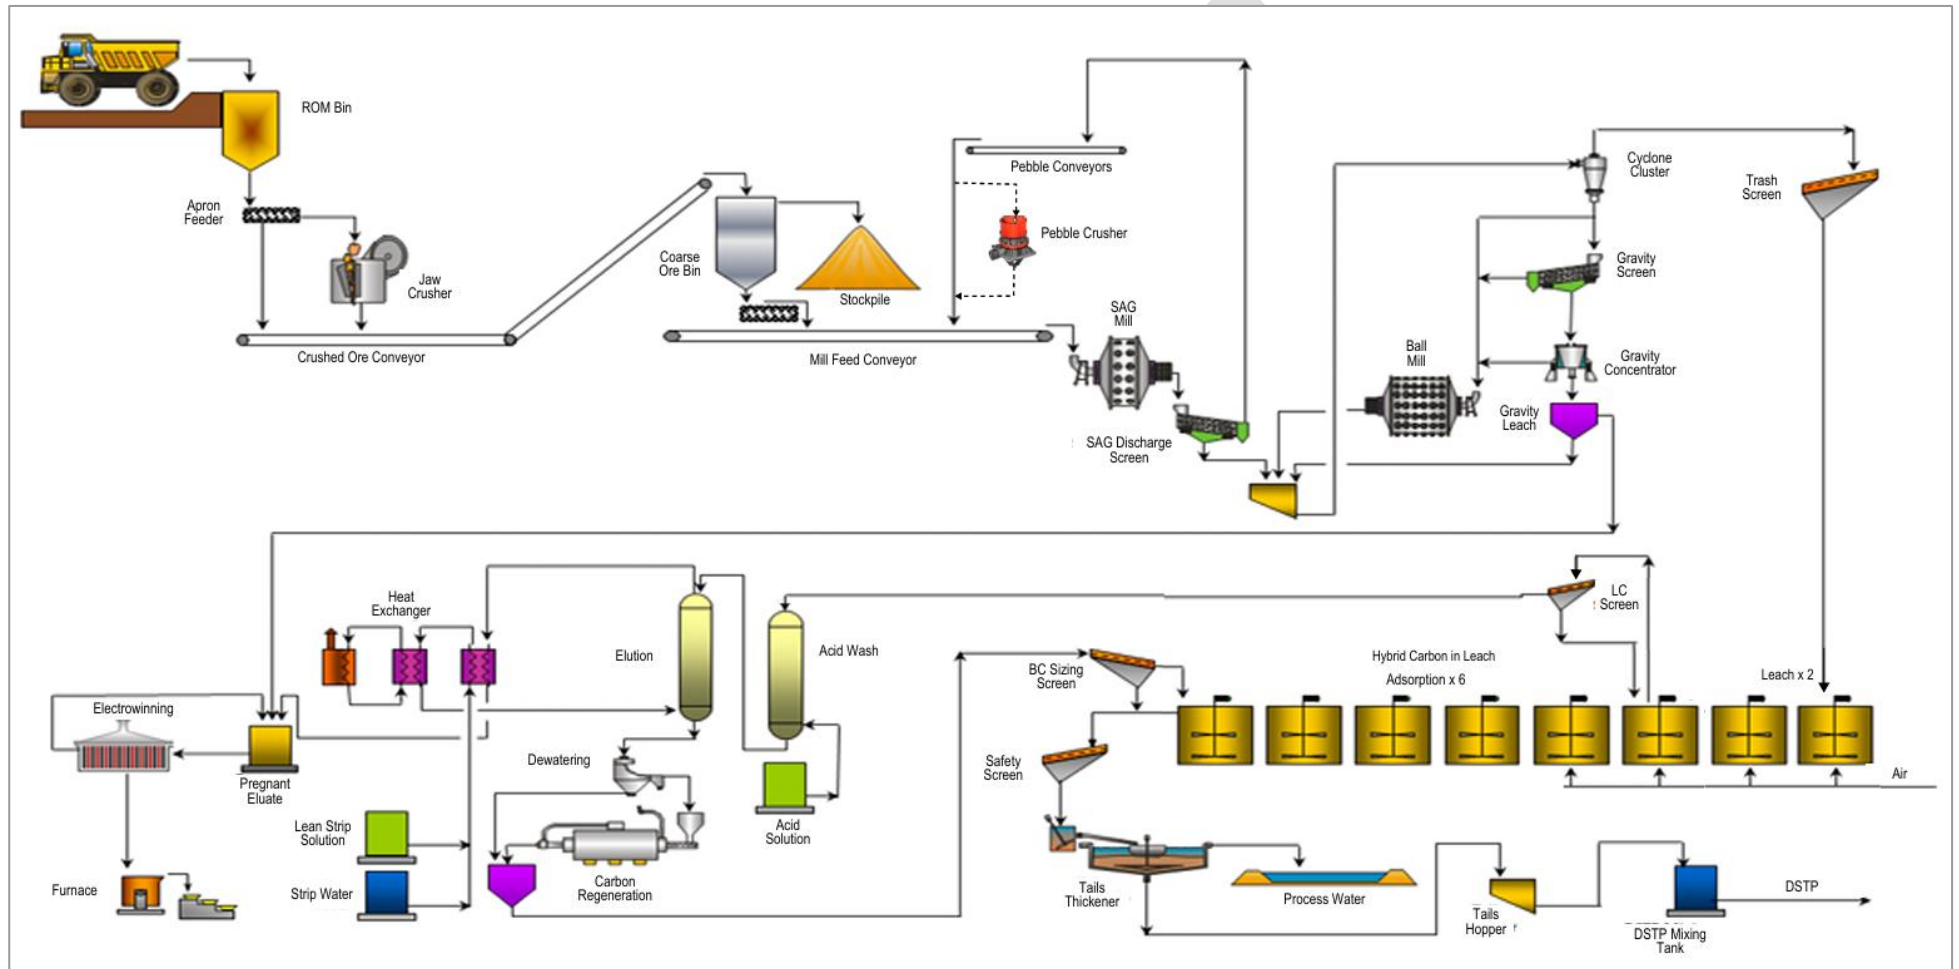 ROM Bin
Apron
Feeder
Jaw
Crusher
Crushed Ore Conveyor
Coarse
Ore Bin
Stockpile
Mill Feed Conveyor
Pebble Conveyors
Pebble Crusher
SAG
Mill
SAG Discharge
Screen
Ball
Mill
Cyclone
Cluster
Gravity
Screen
Gravity
Concentrator
Gravity
Leach
Trash
Screen
Heat
Exchanger
Elution
Acid Wash
LC
Screen
BC Sizing
Screen
Hybrid Carbon in Leach
Adsorption x 6
Leach x 2
Electrowinning
Pregnant
Eluate
Dewatering
Safety
Screen
Air
Lean Strip
Solution
Acid
Solution
Strip Water
Furnace
Carbon
Regeneration
Tails
Thickener
Process Water
Tails
Hopper
DSTP Mixing
Tank
DSTP